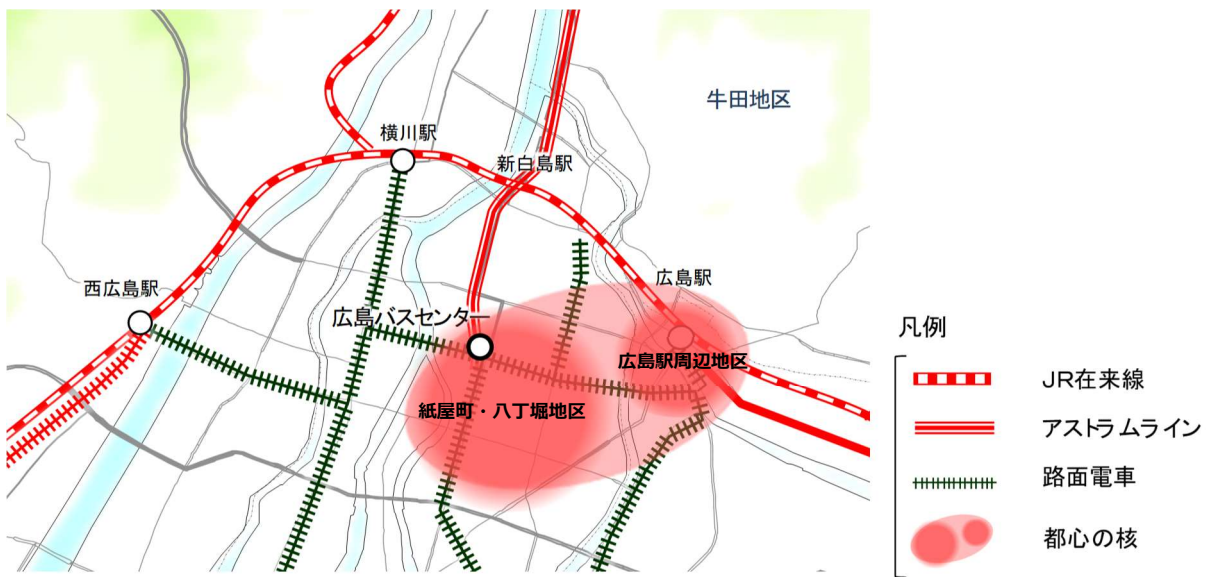 牛田地区
横川駅
新白島駅
広島駅
西広島駅
広島バスセンター
広島駅周辺地区
紙屋町・八丁堀地区
凡例
JR在来線
アストラムライン
路面電車
都心の核